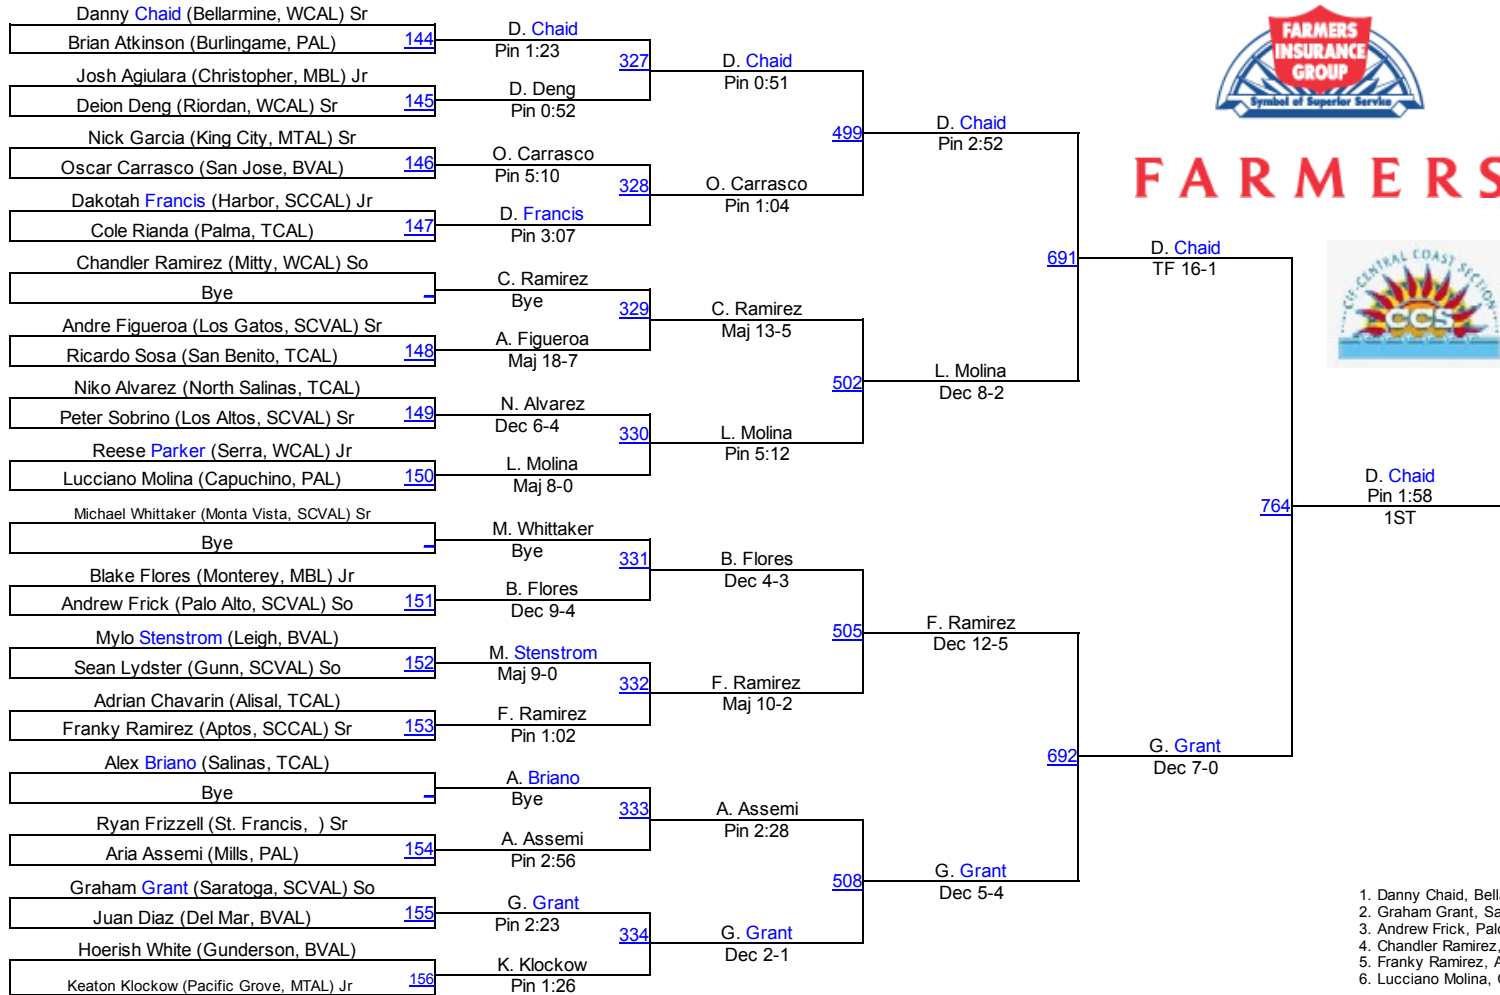 Danny Chaid (Bellarmine, WCAL) Sr
Brian Atkinson (Burlingame, PAL) 144
Josh Agiulara (Christopher, MBL) Jr
Deion Deng (Riordan, WCAL) Sr 145
Nick Garcia (King City, MTAL) Sr
Oscar Carrasco (San Jose, BVAL) 146
Dakotah Francis (Harbor, SCCAL) Jr
Cole Rianda (Palma, TCAL) 147
Chandler Ramirez (Mitty, WCAL) So
Bye
Andre Figueroa (Los Gatos, SCVAL) Sr
Ricardo Sosa (San Benito, TCAL) 148
Niko Alvarez (North Salinas, TCAL)
Peter Sobrino (Los Altos, SCVAL) Sr 149
Reese Parker (Serra, WCAL) Jr
Lucciano Molina (Capuchino, PAL) 150
Michael Whittaker (Monta Vista, SCVAL) Sr
Bye
Blake Flores (Monterey, MBL) Jr
Andrew Frick (Palo Alto, SCVAL) So 151
Mylo Stenstrom (Leigh, BVAL)
Sean Lydster (Gunn, SCVAL) So 152
Adrian Chavarin (Alisal, TCAL)
Franky Ramirez (Aptos, SCCAL) Sr 153
Alex Briano (Salinas, TCAL)
Bye
Ryan Frizzell (St. Francis, ) Sr
Aria Assemi (Mills, PAL) 154
Graham Grant (Saratoga, SCVAL) So
Juan Diaz (Del Mar, BVAL) 155
Hoerish White (Gunderson, BVAL)
Keaton Klockow (Pacific Grove, MTAL) Jr 156
D. Chaid
Pin 1:23
327
D. Deng
Pin 0:52
O. Carrasco
Pin 5:10
328
D. Francis
Pin 3:07
C. Ramirez
Bye
329
A. Figueroa
Maj 18-7
N. Alvarez
Dec 6-4
330
L. Molina
Maj 8-0
M. Whittaker
Bye
331
B. Flores
Dec 9-4
M. Stenstrom
Maj 9-0
332
F. Ramirez
Pin 1:02
A. Briano
Bye
333
A. Assemi
Pin 2:56
G. Grant
Pin 2:23
334
K. Klockow
Pin 1:26
D. Chaid
Pin 0:51
499
O. Carrasco
Pin 1:04
C. Ramirez
Maj 13-5
502
L. Molina
Pin 5:12
B. Flores
Dec 4-3
505
F. Ramirez
Maj 10-2
A. Assemi
Pin 2:28
508
G. Grant
Dec 2-1
D. Chaid
Pin 2:52
691
L. Molina
Dec 8-2
F. Ramirez
Dec 12-5
692
G. Grant
Dec 5-4
D. Chaid
TF 16-1
764
G. Grant
Dec 7-0
D. Chaid
Pin 1:58
1ST
FARMERS
INSURANCE
GROUP
Symbol of Superior Service
FARMERS
CIF-CENTRAL COAST SECTION
CCS
1. Danny Chaid, Bell
2. Graham Grant, Sa
3. Andrew Frick, Pal
4. Chandler Ramirez,
5. Franky Ramirez, A
6. Lucciano Molina,